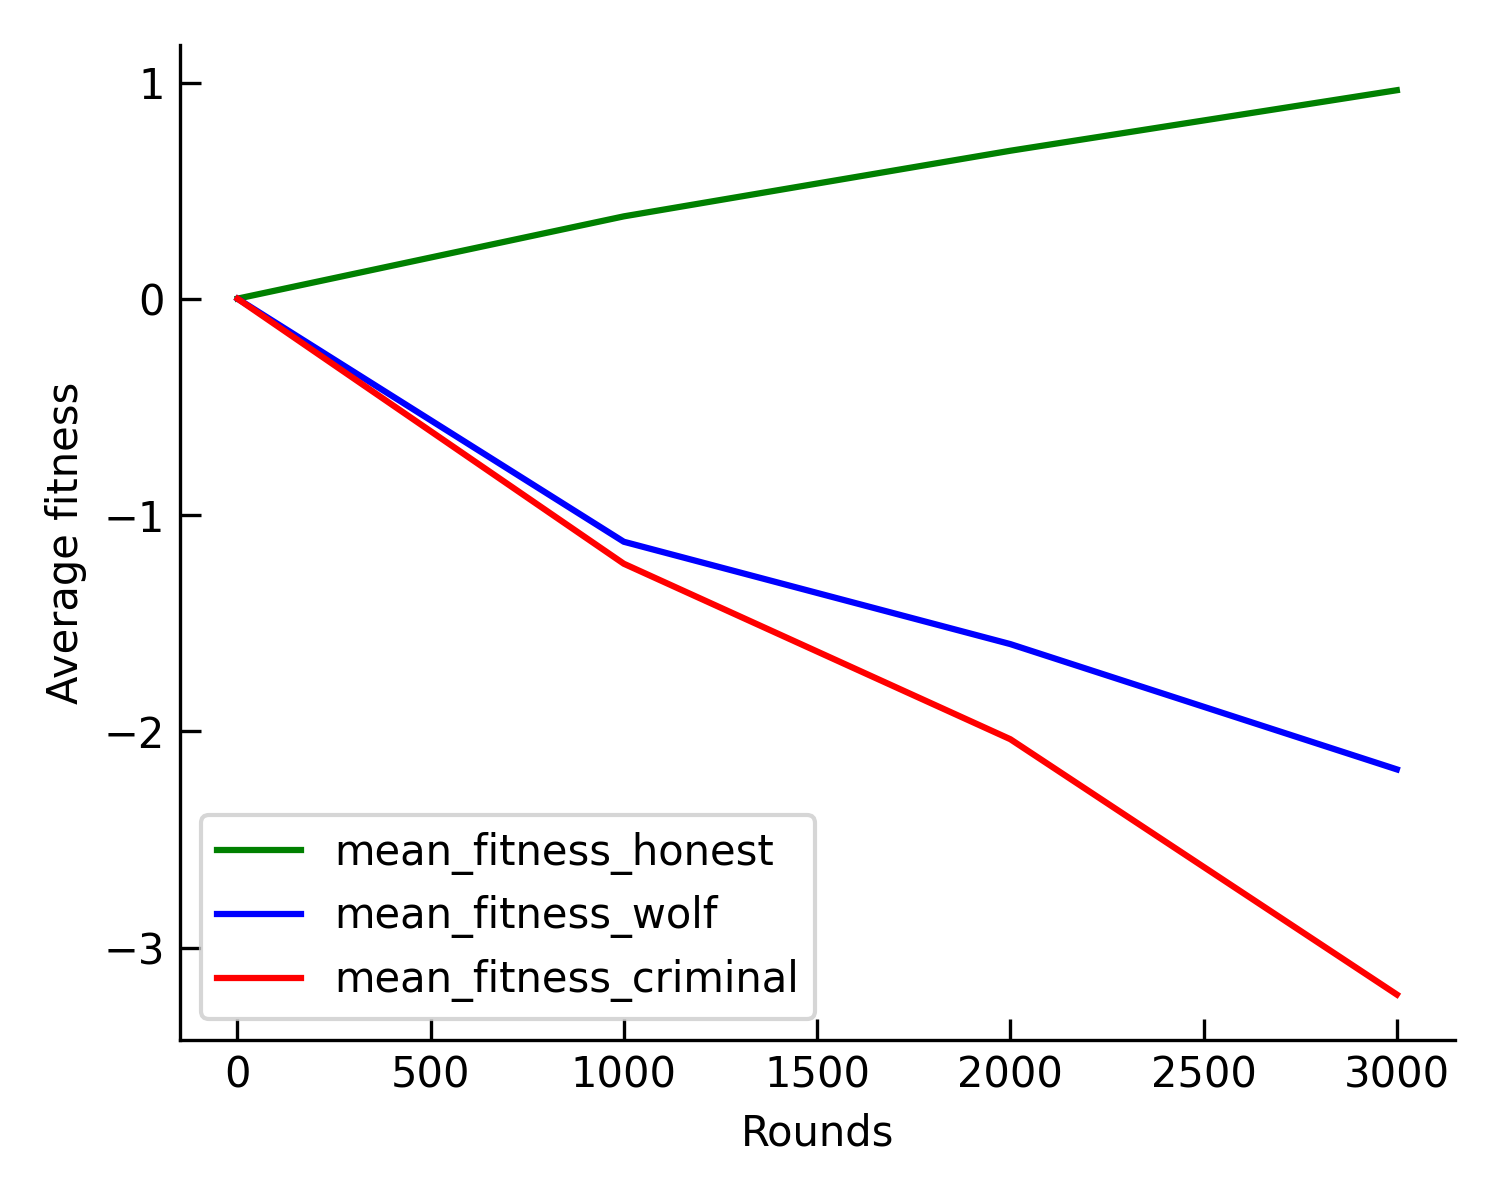 1
0
−1
−2
−3
Average fitness
mean_fitness_honest
mean_fitness_wolf
mean_fitness_criminal
0 500 1000 1500 2000 2500 3000
Rounds